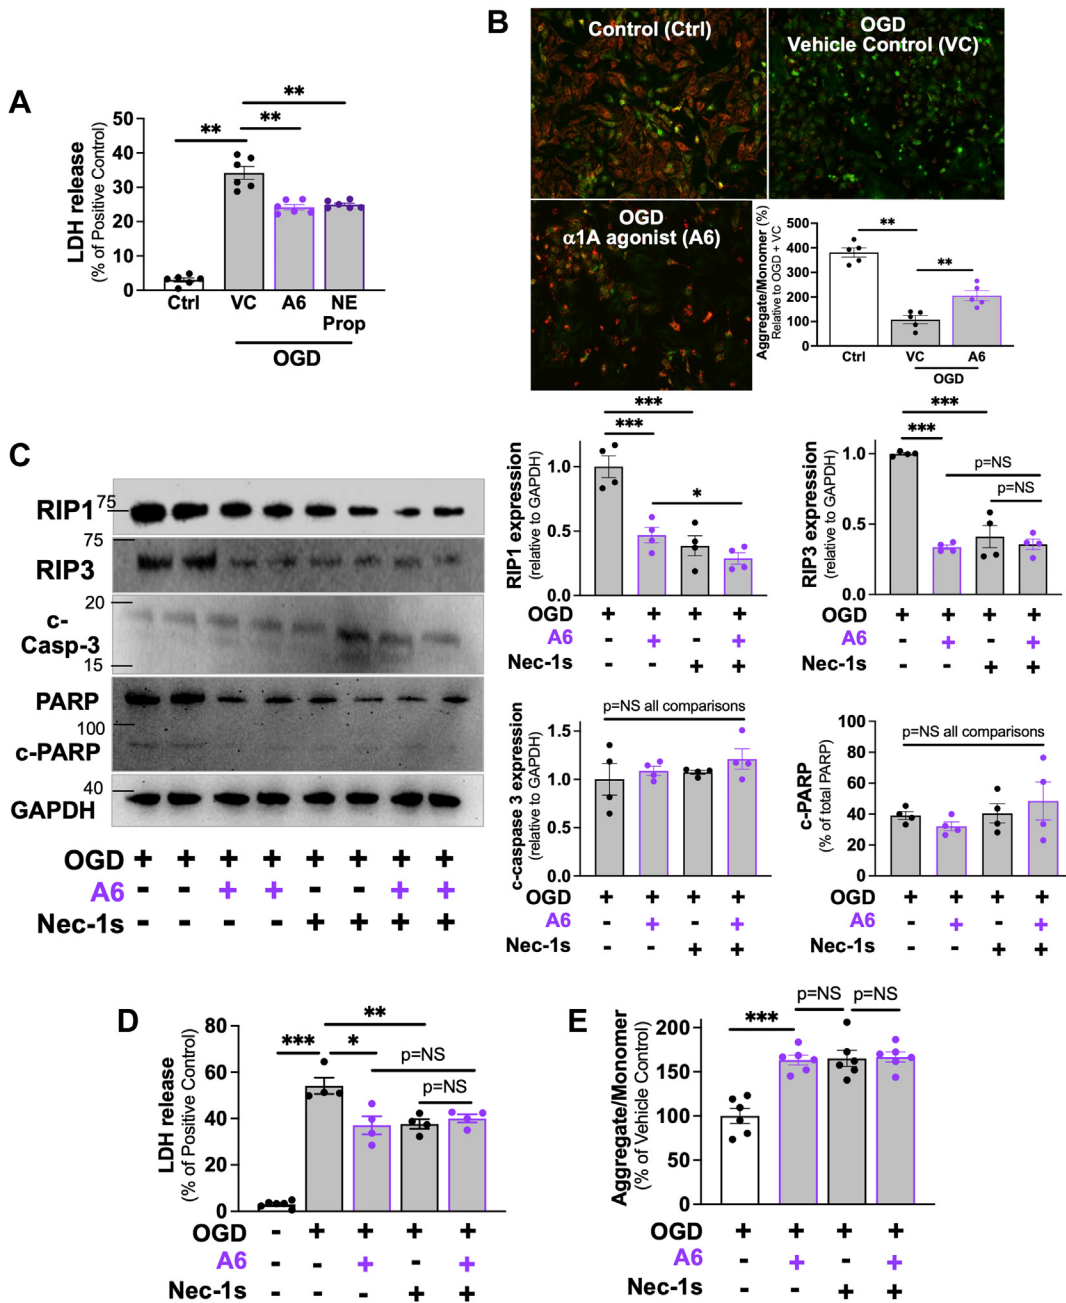 A
LDH release
(% of Positive Control)
50
40
30
20
10
0
**
**
**
Ctrl
VC
A6
NE
Prop
OGD
B
Control (Ctrl)
OGD
Vehicle Control (VC)
OGD
α1A agonist (A6)
Aggregate/Monomer (%)
Relative to OGD + VC
500
400
300
200
100
0
**
**
Ctrl
VC
A6
OGD
C
RIP1
75
RIP3
75
c-
Casp-3
20
15
PARP
100
c-PARP
GAPDH
40
OGD + + + + + + + +
A6 - - + + - - + +
Nec-1s - - - - + + + +
RIP1 expression
(relative to GAPDH)
1.0
0.5
0.0
***
***
*
OGD + + + +
A6 - + - +
Nec-1s - - + +
RIP3 expression
(relative to GAPDH)
1.0
0.5
0.0
***
***
p=NS
p=NS
OGD + + + +
A6 - + - +
Nec-1s - - + +
c-caspase 3 expression
(relative to GAPDH)
1.5
1.0
0.5
0.0
p=NS all comparisons
OGD + + + +
A6 - + - +
Nec-1s - - + +
c-PARP
(% of total PARP)
100
80
60
40
20
0
p=NS all comparisons
OGD + + + +
A6 - + - +
Nec-1s - - + +
D
LDH release
(% of Positive Control)
80
60
40
20
0
***
**
*
p=NS
p=NS
OGD - + + + +
A6 - - + - +
Nec-1s - - - + +
E
Aggregate/Monomer
(% of Vehicle Control)
200
150
100
50
0
***
p=NS
p=NS
OGD + + + +
A6 - + - +
Nec-1s - - + +